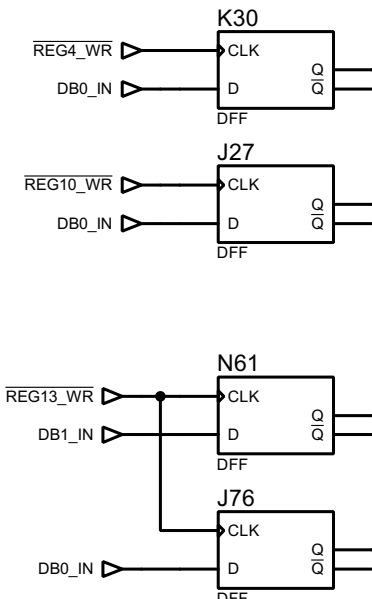 K30
REG4_WR
CLK
DB0_IN
D
Q
Q
DFF
J27
REG10_WR
CLK
DB0_IN
D
Q
Q
DFF
N61
REG13_WR
CLK
DB1_IN
D
Q
Q
DFF
J76
CLK
DB0_IN
D
Q
Q
DFF